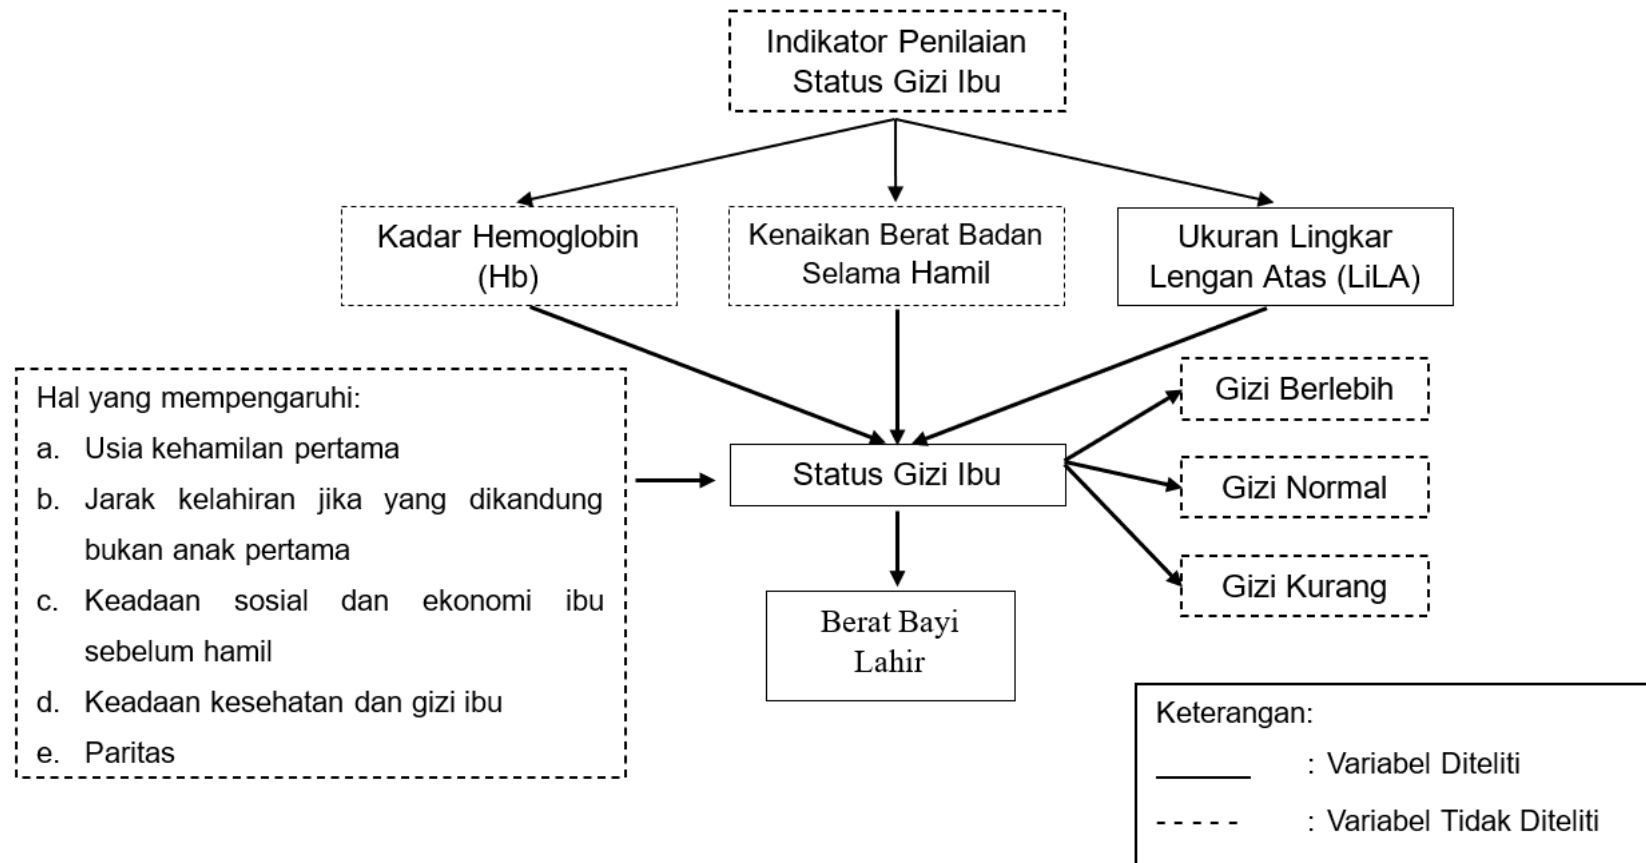 Indikator Penilaian
Status Gizi Ibu
Kadar Hemoglobin
(Hb)
Kenaikan Berat Badan
Selama Hamil
Ukuran Lingkar
Lengan Atas (LiLA)
Hal yang mempengaruhi:
a. Usia kehamilan pertama
b. Jarak kelahiran jika yang dikandung
bukan anak pertama
c. Keadaan sosial dan ekonomi ibu
sebelum hamil
d. Keadaan kesehatan dan gizi ibu
e. Paritas
Status Gizi Ibu
Gizi Berlebih
Gizi Normal
Gizi Kurang
Berat Bayi
Lahir
Keterangan:
: Variabel Diteliti
: Variabel Tidak Diteliti